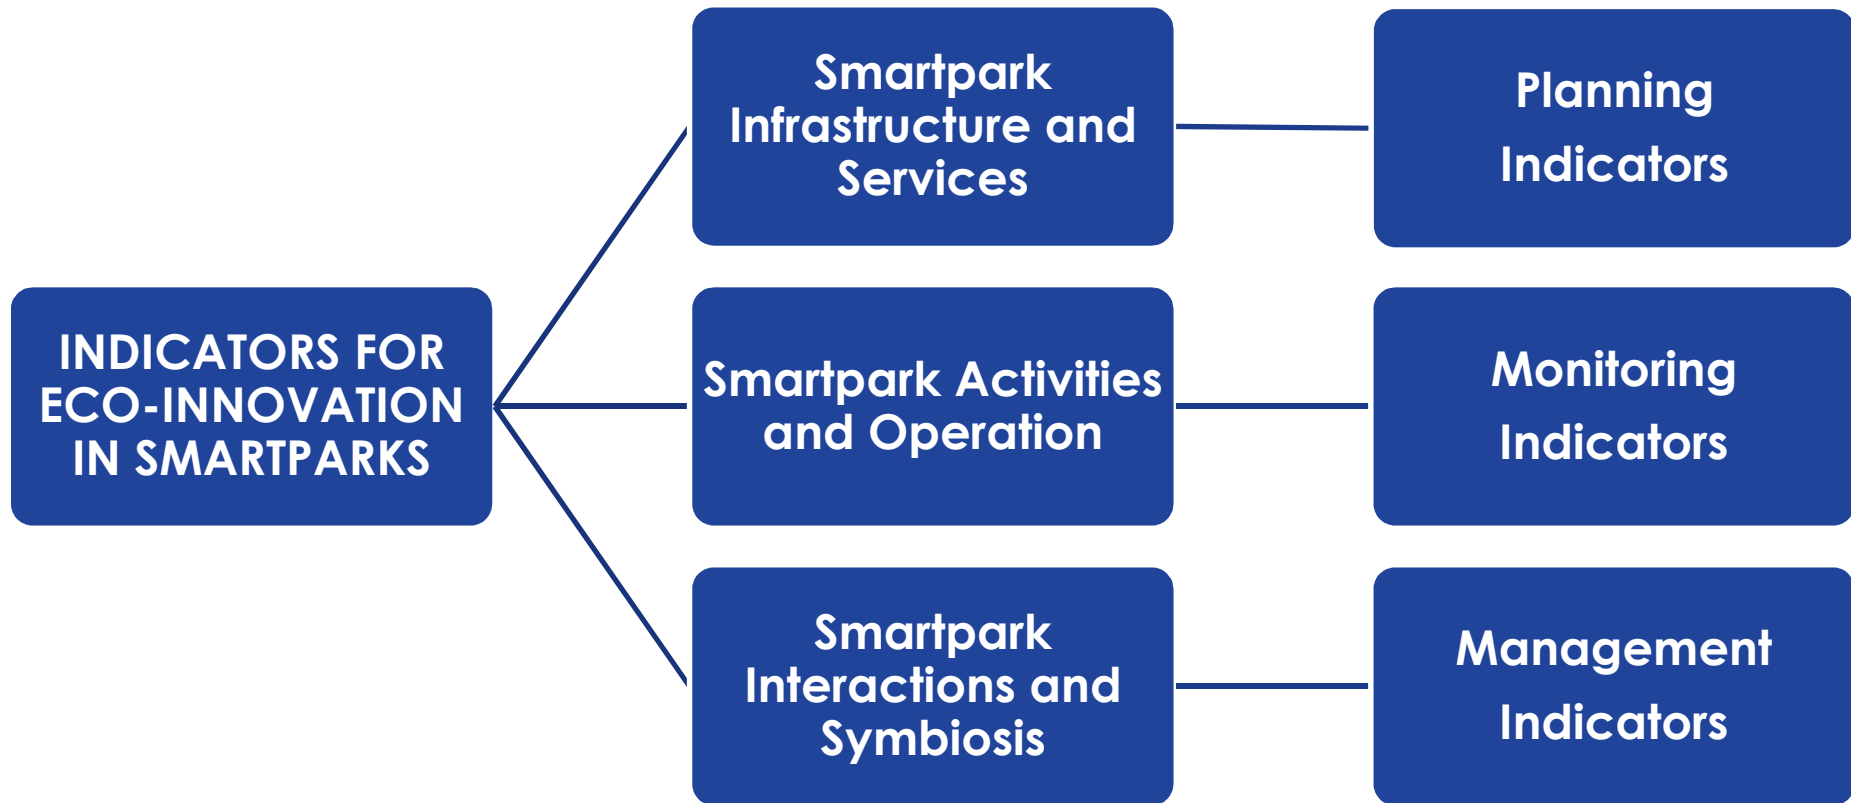 Smartpark
Infrastructure and
Services
Planning
Indicators
INDICATORS FOR
ECO-INNOVATION
IN SMARTPARKS
Smartpark Activities
and Operation
Monitoring
Indicators
Smartpark
Interactions and
Symbiosis
Management
Indicators